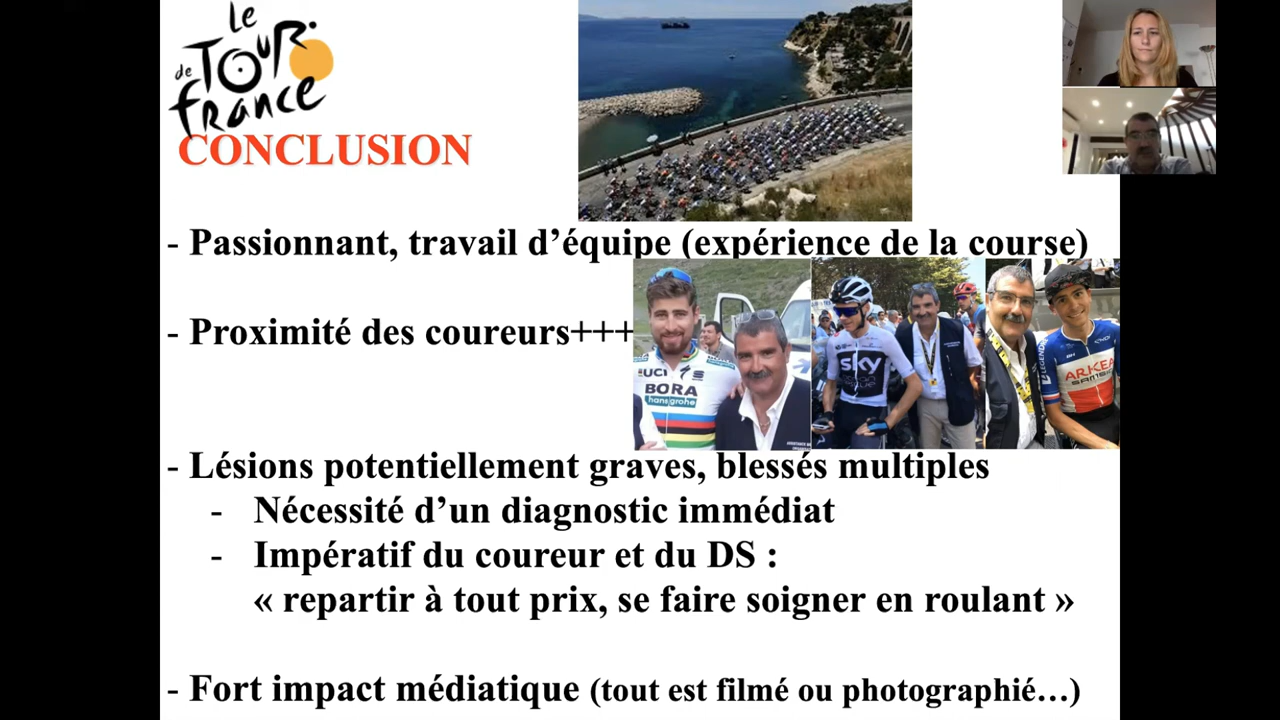 Le
TOUR
de
france
CONCLUSION
- Passionnant, travail d’équipe (expérience de la course)
- Proximité des coureurs+++
UCI
BORA
hansgrohe
sky
ARKEA
SAMSIC
- Lésions potentiellement graves, blessés multiples
- Nécessité d’un diagnostic immédiat
- Impératif du coureur et du DS :
« repartir à tout prix, se faire soigner en roulant »
- Fort impact médiatique (tout est filmé ou photographié…)